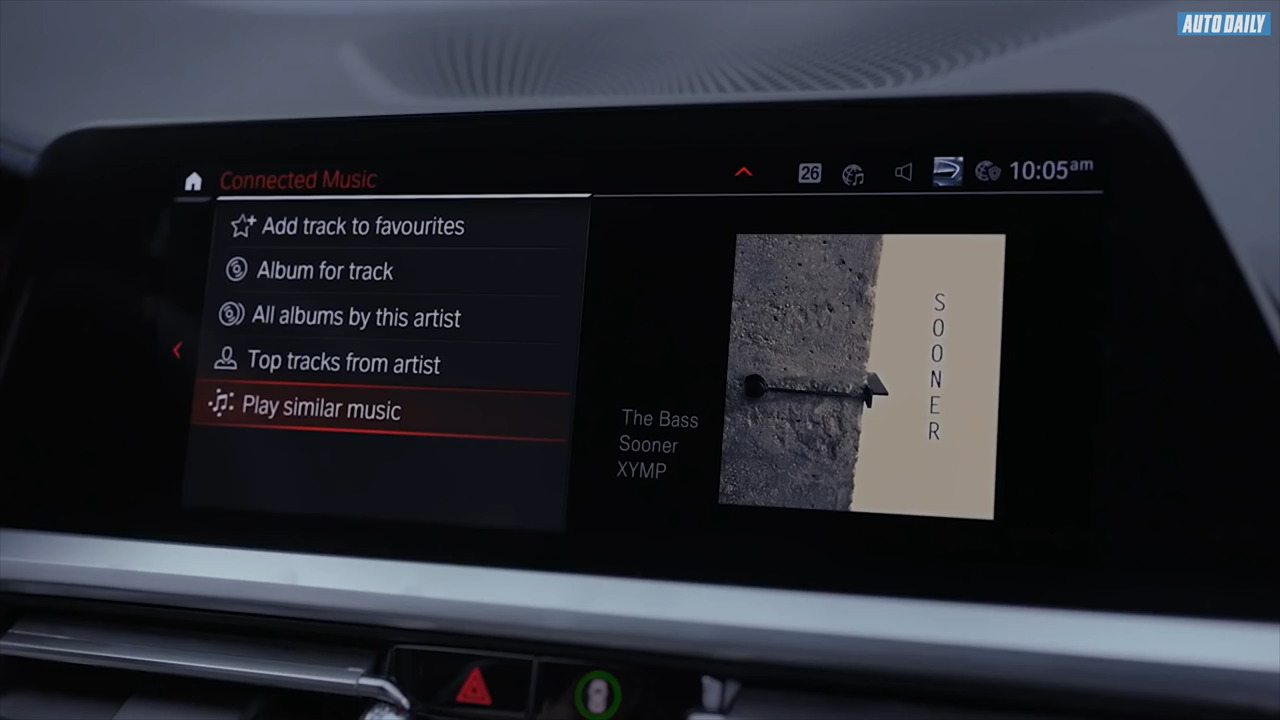 AUTO DAILY
Connected Music
26
10:05am
Add track to favourites
Album for track
All albums by this artist
Top tracks from artist
Play similar music
The Bass
Sooner
XYMP
SOONER